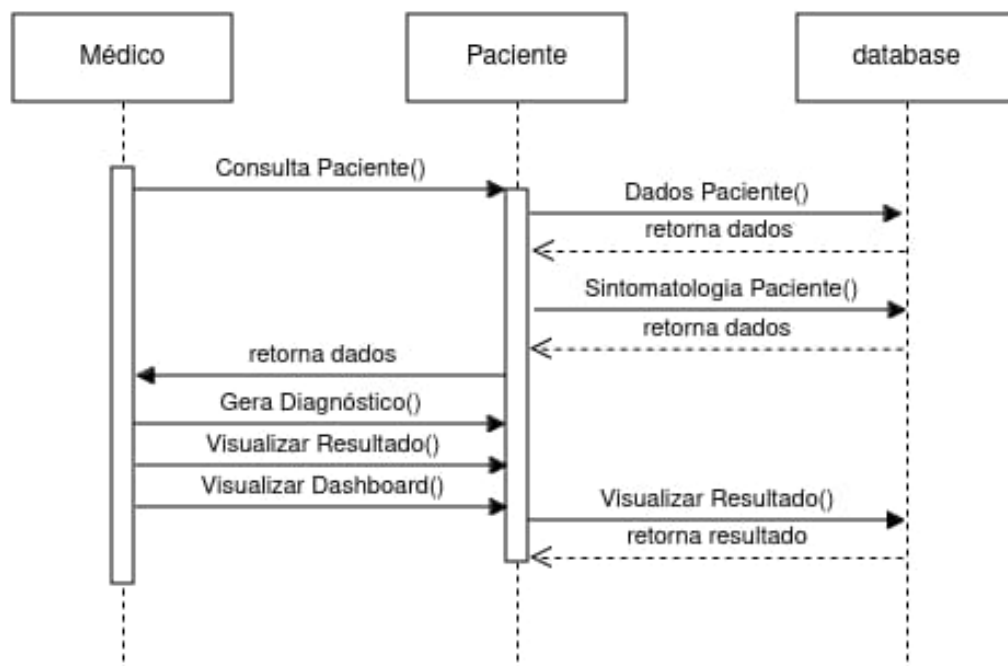 Médico
Paciente
database
Consulta Paciente()
Dados Paciente()
retorna dados
Sintomatologia Paciente()
retorna dados
retorna dados
Gera Diagnóstico()
Visualizar Resultado()
Visualizar Dashboard()
Visualizar Resultado()
retorna resultado